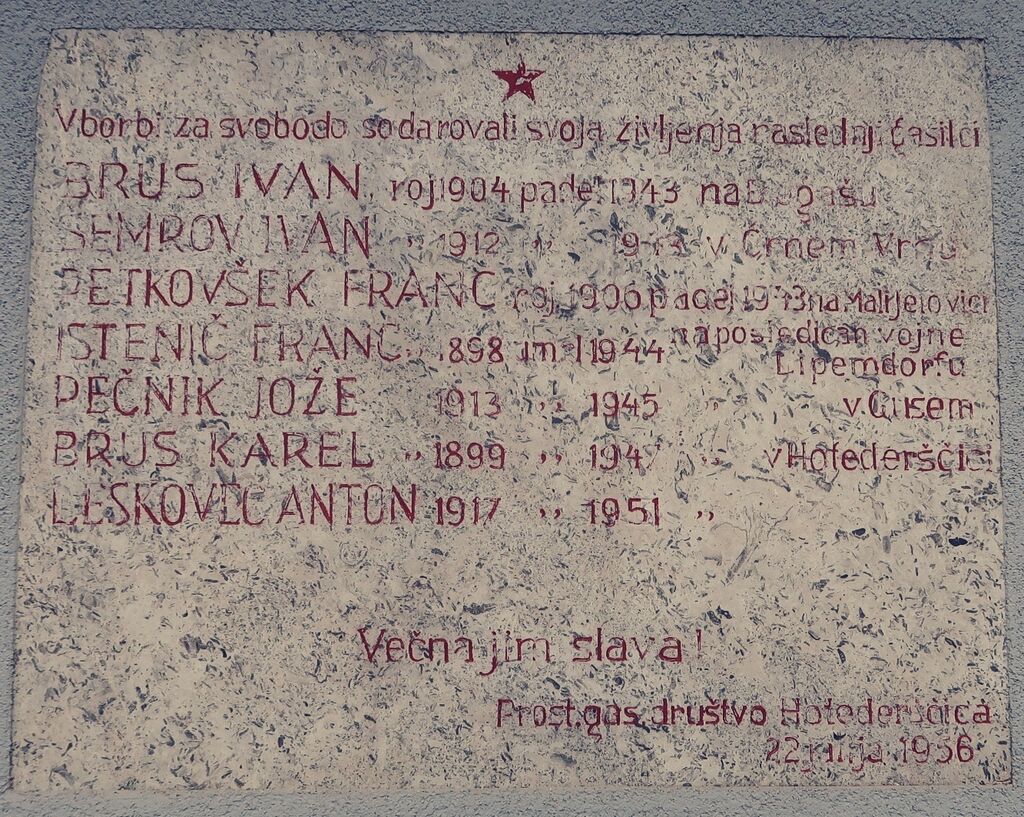 V borbi za svobodo so darovali svoja življenja naslednji gasilci
BRUS IVAN roj. 1904 padel 1943 na
SEMROV IVAN „ 1912 „ 1943 v Črnem Vrhu
PETKOVŠEK FRANC roj. 1906 padel 1943 na
ISTENIČ FRANC „ 1898 uml 1944 na posledicah vojne
Lipemdorfu
PEČNIK JOŽE 1913 „ 1945 „ v
BRUS KAREL „ 1899 „ 1947 „ v Hotederščici
LESKOVEC ANTON 1917 „ 1951 „
Večna jim slava!
Prost.gas.društvo Hotederščica
22 julija 1956